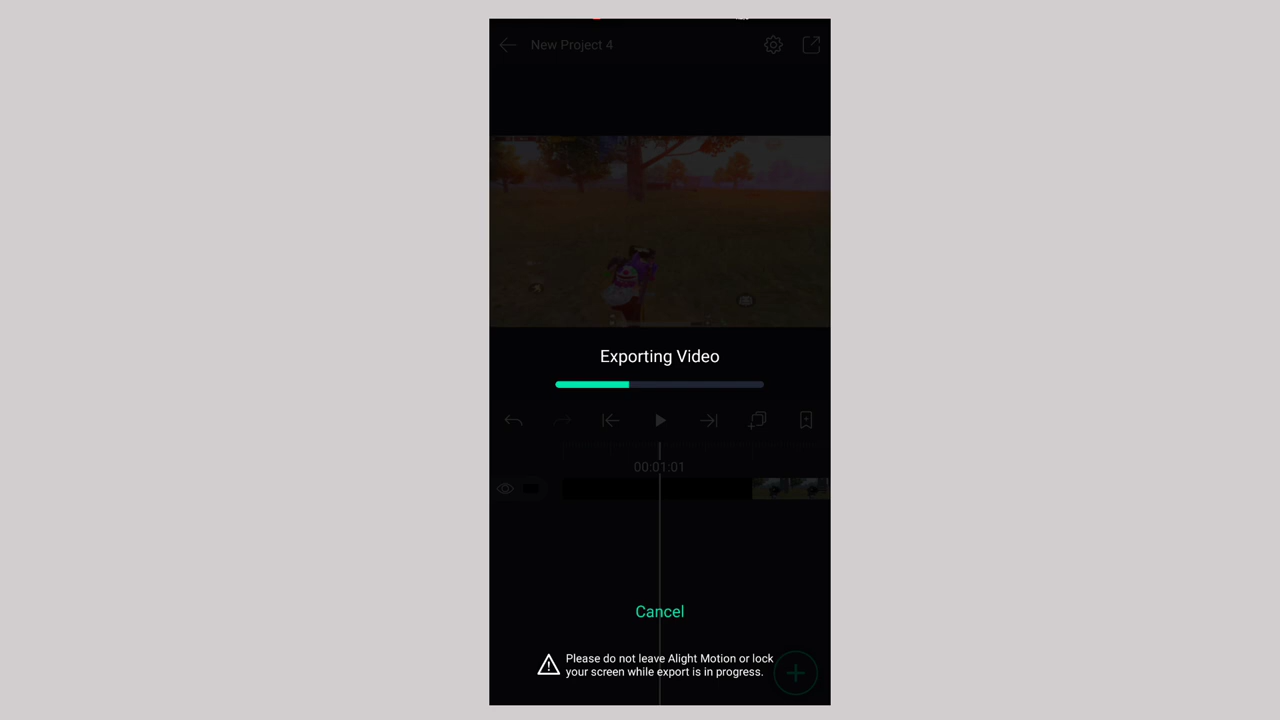 New Project 4
Exporting Video
00:01:01
Cancel
Please do not leave Alight Motion or lock
your screen while export is in progress.